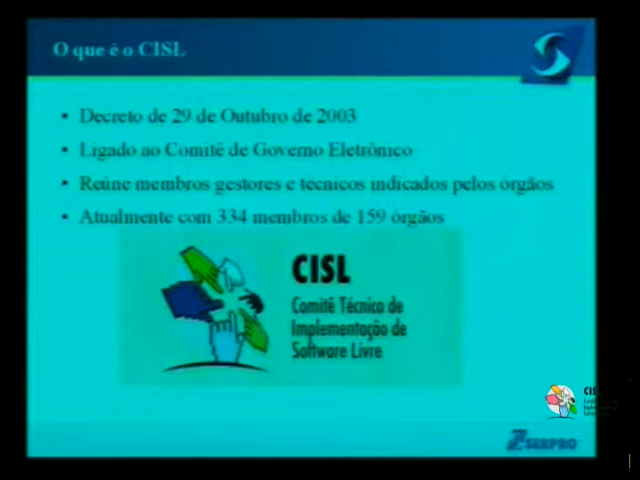 O que é o CISL
• Decreto de 29 de Outubro de 2003
• Ligado ao Comitê de Governo Eletrônico
• Reúne membros gestores e técnicos indicados pelos órgãos
• Atualmente com 334 membros de 159 órgãos
CISL
Comitê Técnico de
Implementação de
Software Livre
CIS
SERPRO